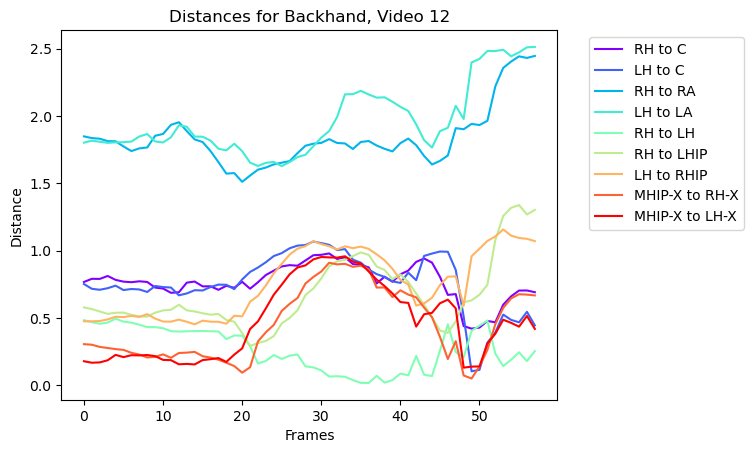 Distances for Backhand, Video 12
Distance
2.5
2.0
1.5
1.0
0.5
0.0
0 10 20 30 40 50
Frames
RH to C
LH to C
RH to RA
LH to LA
RH to LH
RH to LHIP
LH to RHIP
MHIP-X to RH-X
MHIP-X to LH-X